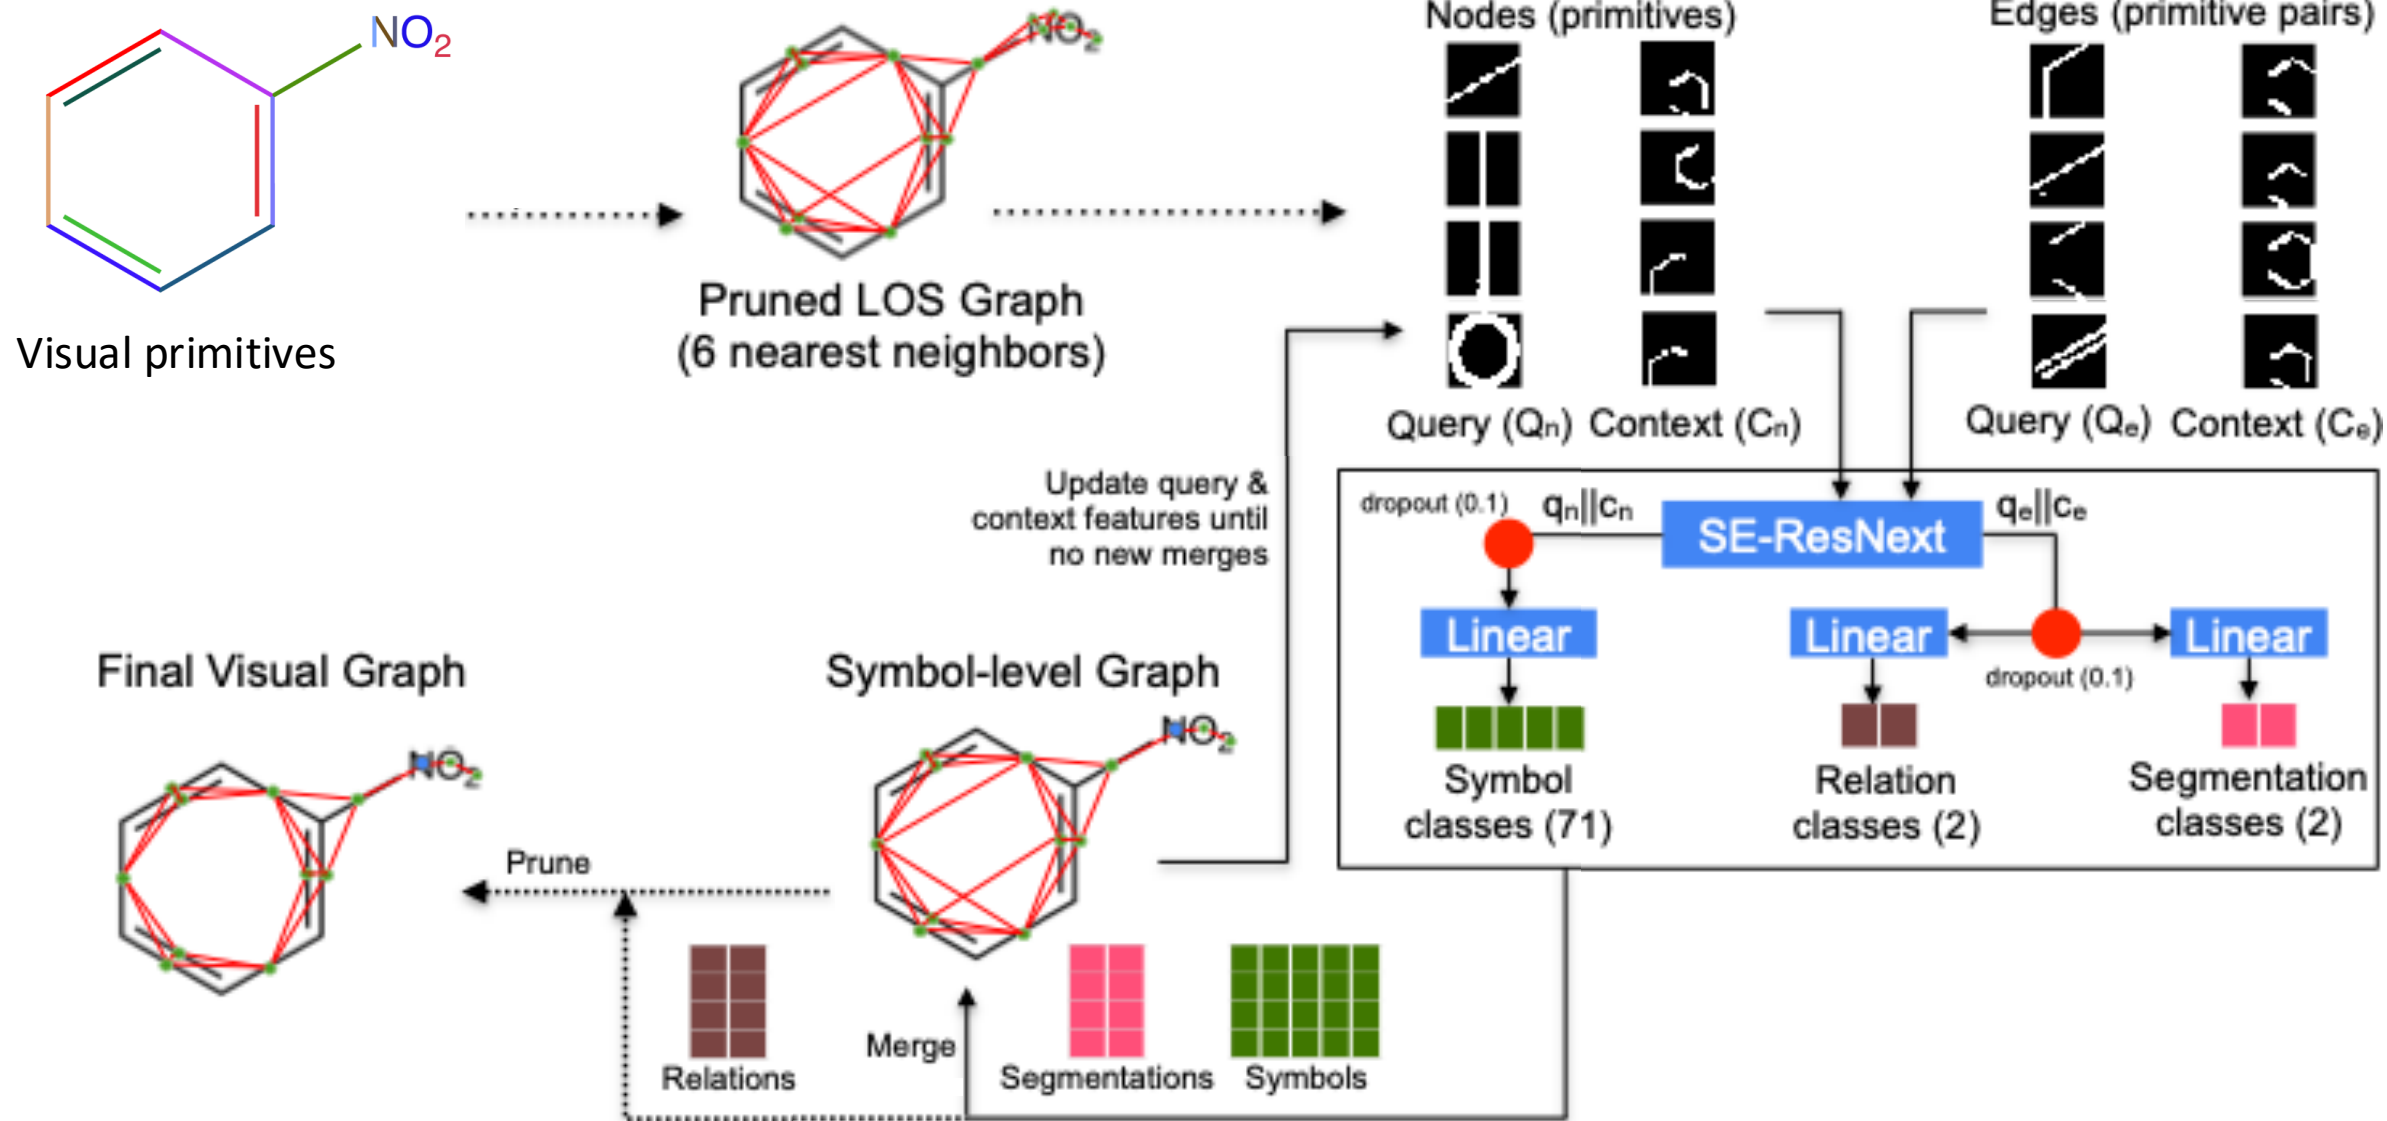 NO2
Visual primitives
NO2
Pruned LOS Graph
(6 nearest neighbors)
Nodes (primitives)
Edges (primitive pairs)
Query (Qn)
Context (Cn)
Query (Qe)
Context (Ce)
Update query &
context features until
no new merges
dropout (0.1)
qn||cn
SE-ResNext
qe||ce
Linear
Linear
Linear
dropout (0.1)
Symbol
classes (71)
Relation
classes (2)
Segmentation
classes (2)
Final Visual Graph
NO2
Symbol-level Graph
NO2
Prune
Merge
Relations
Segmentations
Symbols